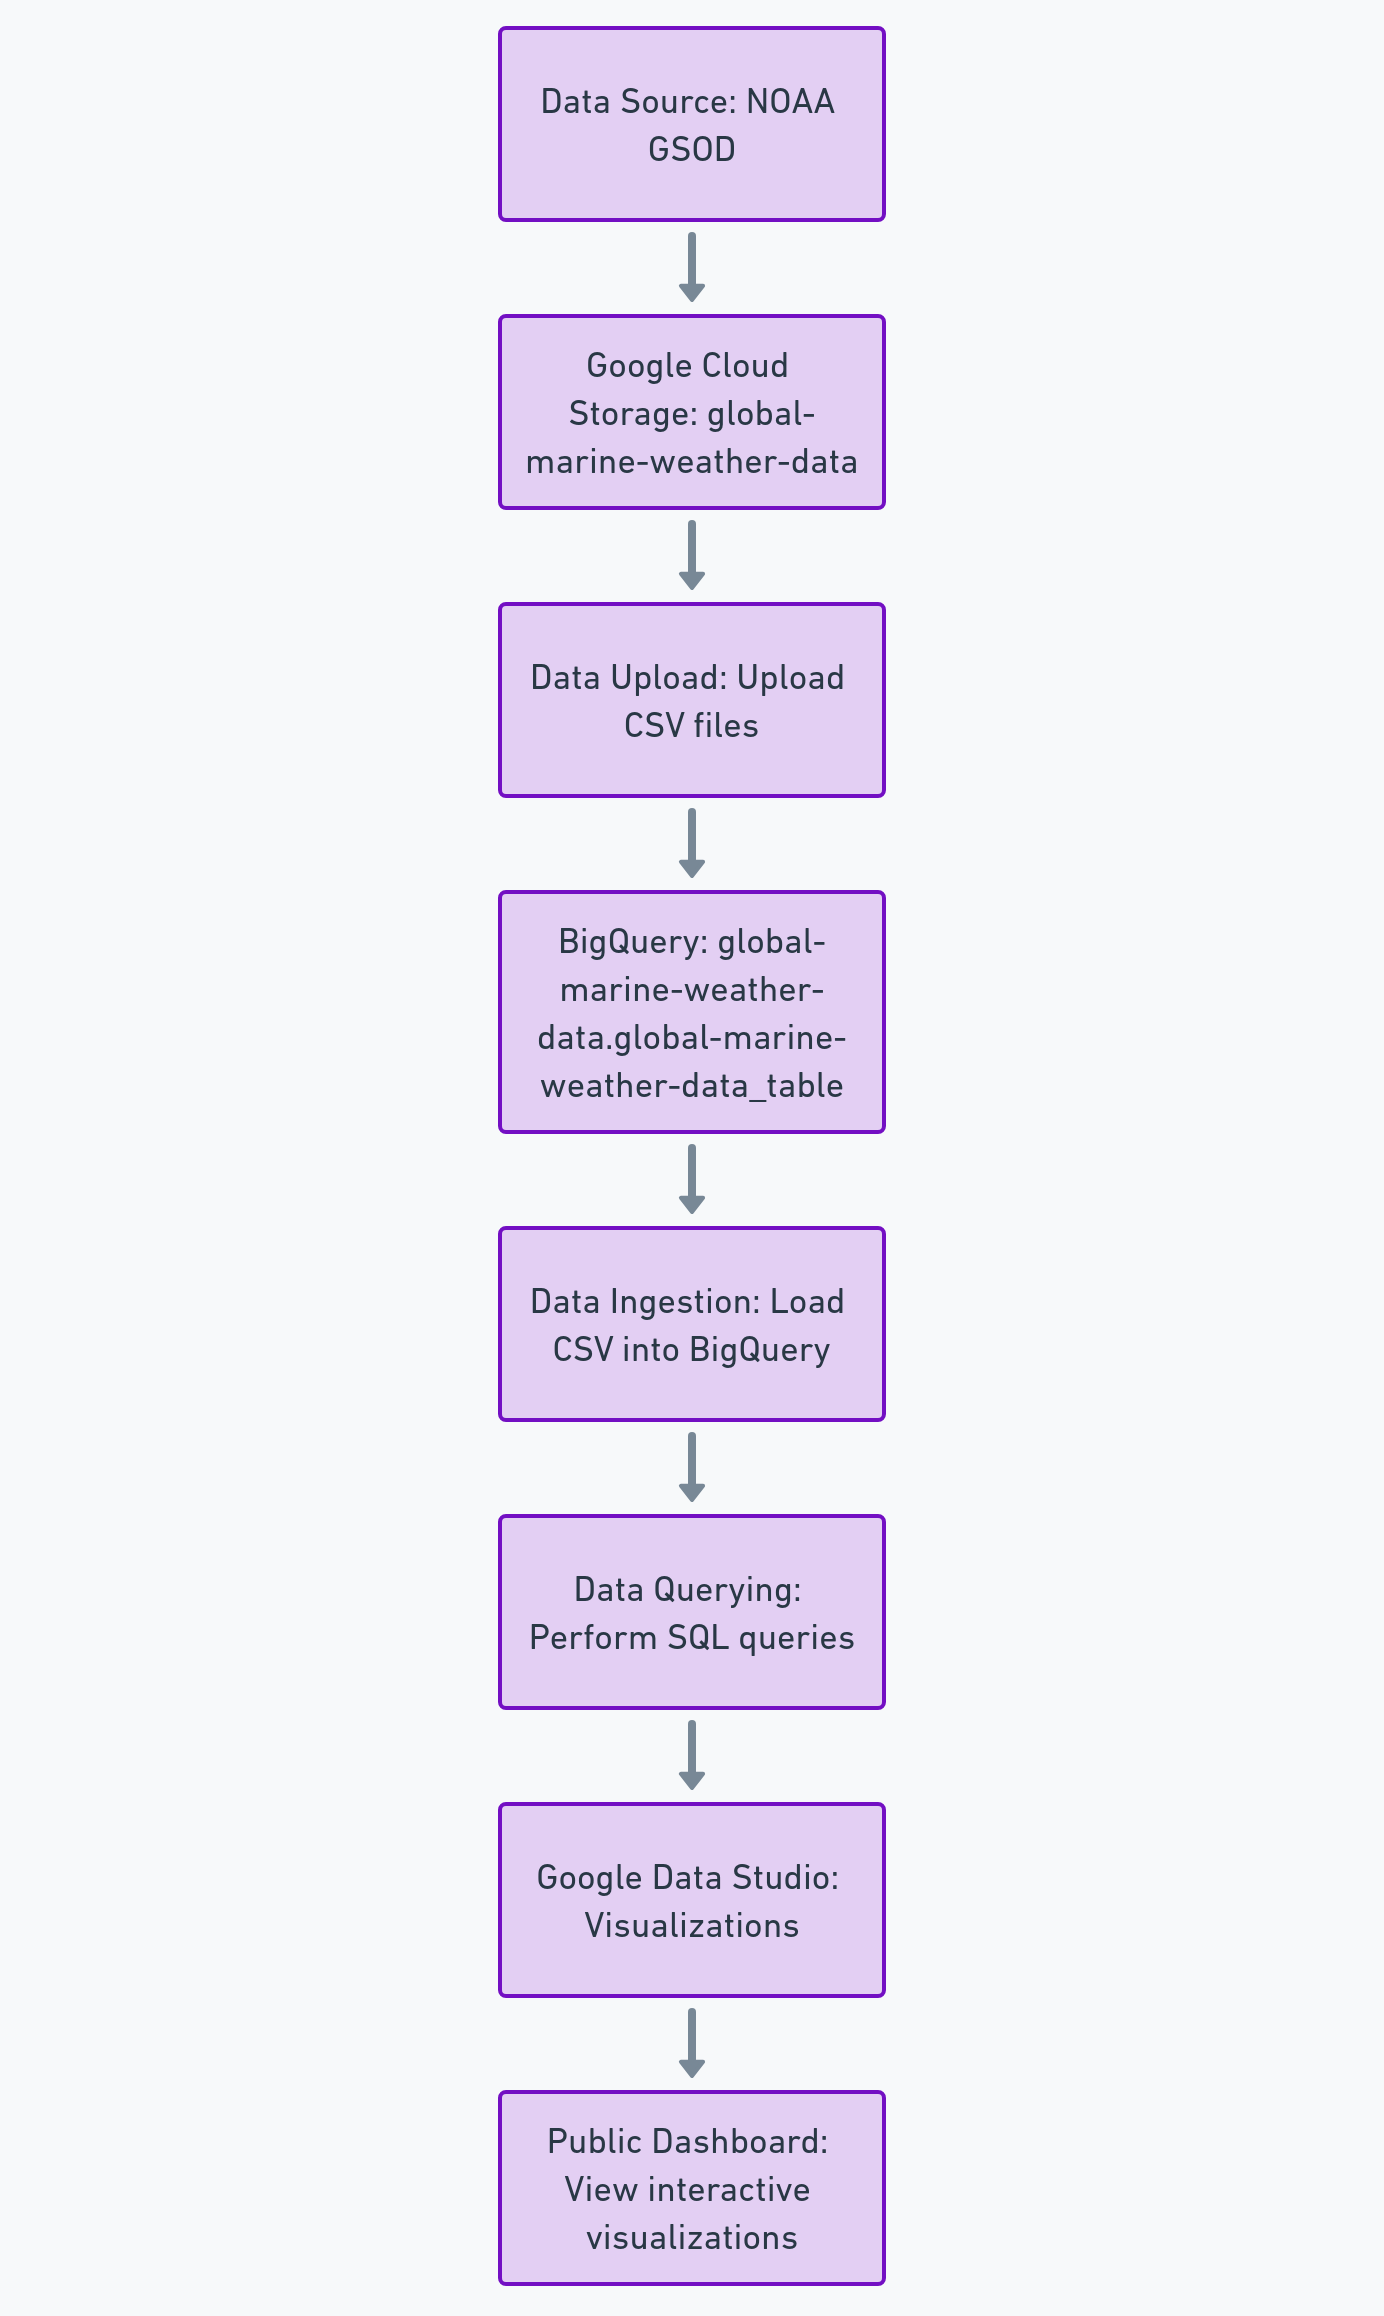 Data Source: NOAA
GSOD
Google Cloud
Storage: global-
marine-weather-data
Data Upload: Upload
CSV files
BigQuery: global-
marine-weather-
data.global-marine-
weather-data_table
Data Ingestion: Load
CSV into BigQuery
Data Querying:
Perform SQL queries
Google Data Studio:
Visualizations
Public Dashboard:
View interactive
visualizations